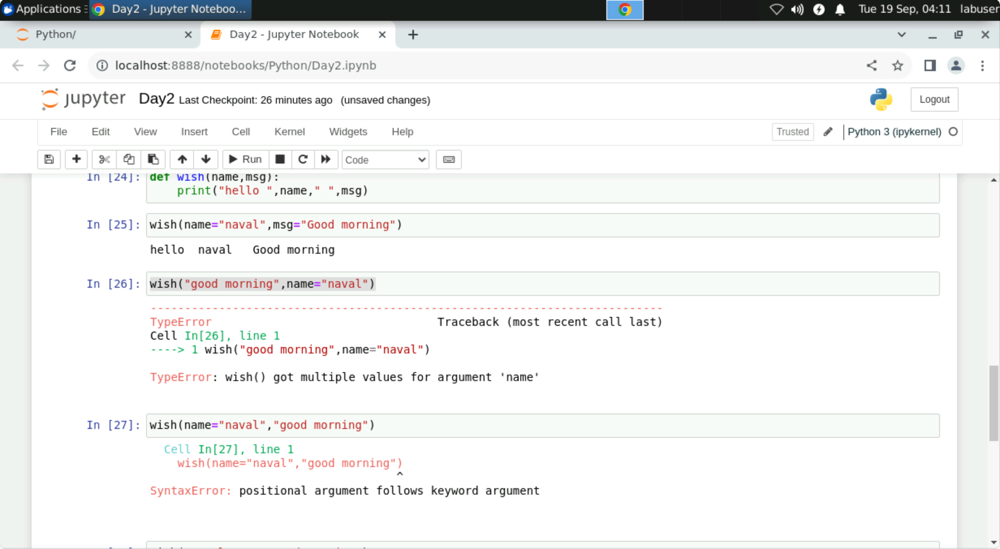 Applications Day2 - Jupyter Noteboo... Tue 19 Sep, 04:11 labuser
Python/ Day2 - Jupyter Notebook
localhost:8888/notebooks/Python/Day2.ipynb
jupyter Day2 Last Checkpoint: 26 minutes ago (unsaved changes) Logout
File Edit View Insert Cell Kernel Widgets Help Trusted Python 3 (ipykernel)
Run Code
In [24]: def wish(name,msg):
print("hello ",name," ",msg)
In [25]: wish(name="naval",msg="Good morning")
hello  naval   Good morning
In [26]: wish("good morning",name="naval")
---------------------------------------------------------------------------
TypeError                                 Traceback (most recent call last)
Cell In[26], line 1
----> 1 wish("good morning",name="naval")
TypeError: wish() got multiple values for argument 'name'
In [27]: wish(name="naval","good morning")
Cell In[27], line 1
wish(name="naval","good morning")
^
SyntaxError: positional argument follows keyword argument